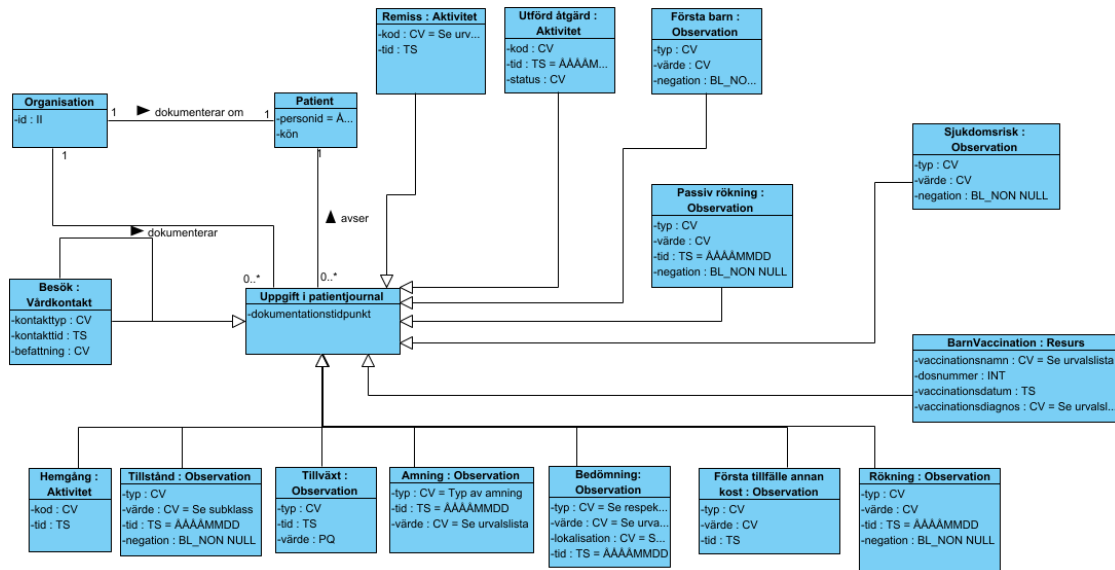 Remiss : Aktivitet
-kod : CV = Se urv...
-tid : TS
Utförd åtgärd :
Aktivitet
-kod : CV
-tid : TS = ÅÅÅÅM...
-status : CV
Första barn :
Observation
-typ : CV
-värde : CV
-negation : BL_NO...
Organisation
-id : II
1
dokumenterar om
1
Patient
-personid = Å...
-kön
1
1
Sjukdomsrisk :
Observation
-typ : CV
-värde : CV
-negation : BL_NON NULL
Passiv rökning :
Observation
-typ : CV
-värde : CV
-tid : TS = ÅÅÅÅMMDD
-negation : BL_NON NULL
avser
dokumenterar
0..*
0..*
Besök :
Vårdkontakt
-kontakttyp : CV
-kontakttid : TS
-befattning : CV
Uppgift i patientjournal
-dokumentationstidpunkt
BarnVaccination : Resurs
-vaccinationsnamn : CV = Se urvalslista
-dosnummer : INT
-vaccinationsdatum : TS
-vaccinationsdiagnos : CV = Se urvalsl...
Hemgång :
Aktivitet
-kod : CV
-tid : TS
Tillstånd : Observation
-typ : CV
-värde : CV = Se subklass
-tid : TS = ÅÅÅÅMMDD
-negation : BL_NON NULL
Tillväxt :
Observation
-typ : CV
-tid : TS
-värde : PQ
Amning : Observation
-typ : CV = Typ av amning
-tid : TS = ÅÅÅÅMMDD
-värde : CV = Se urvalslista
Bedömning:
Observation
-typ : CV = Se respek...
-värde : CV = Se urva...
-lokalisation : CV = S...
-tid : TS = ÅÅÅÅMMDD
Första tillfälle annan
kost : Observation
-typ : CV
-värde : CV
-tid : TS
Rökning : Observation
-typ : CV
-värde : CV
-tid : TS = ÅÅÅÅMMDD
-negation : BL_NON NULL